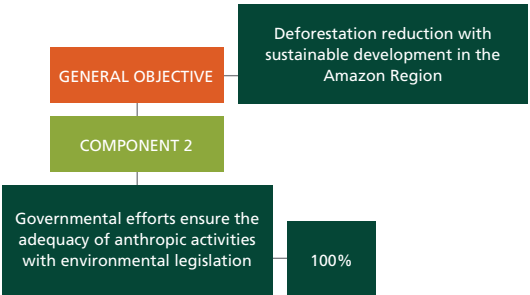 Deforestation reduction with
sustainable development in the
Amazon Region
GENERAL OBJECTIVE
COMPONENT 2
Governmental efforts ensure the
adequacy of anthropic activities
with environmental legislation
100%